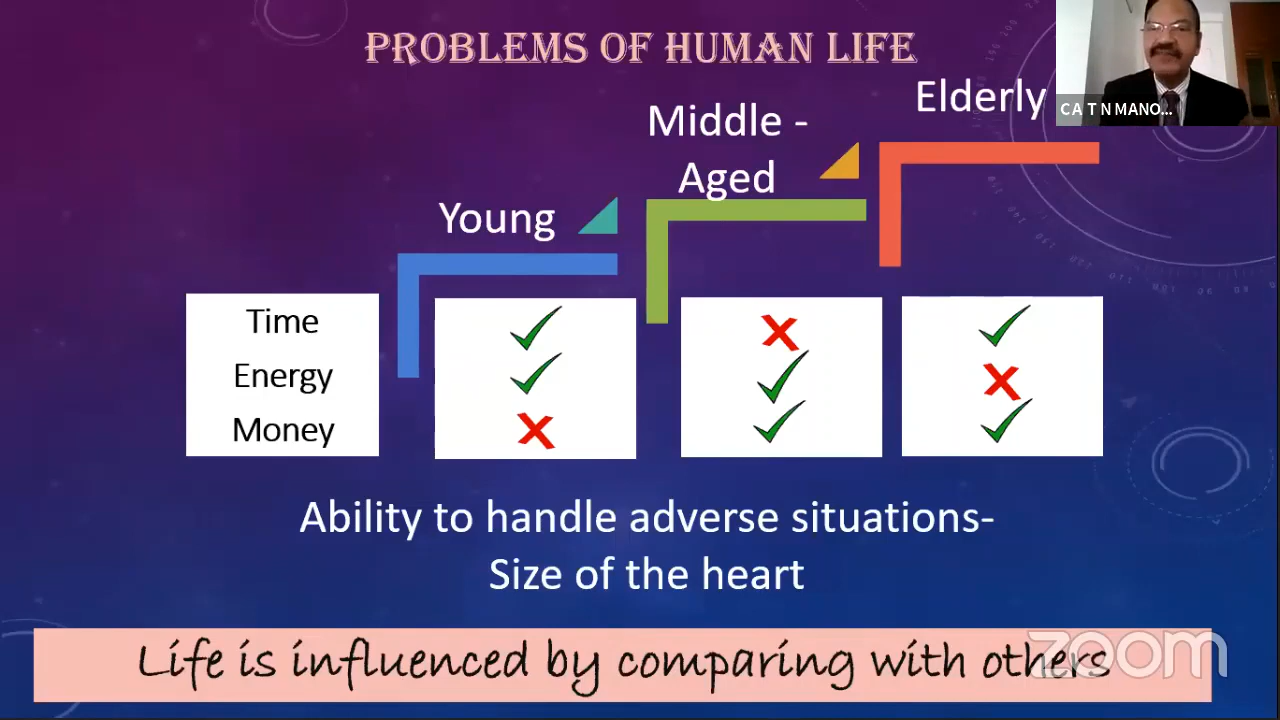 PROBLEMS OF HUMAN LIFE
Elderly
C A T N MANO...
Middle -
Aged
Young
Time
Energy
Money
Ability to handle adverse situations-
Size of the heart
Life is influenced by comparing with others
zoom